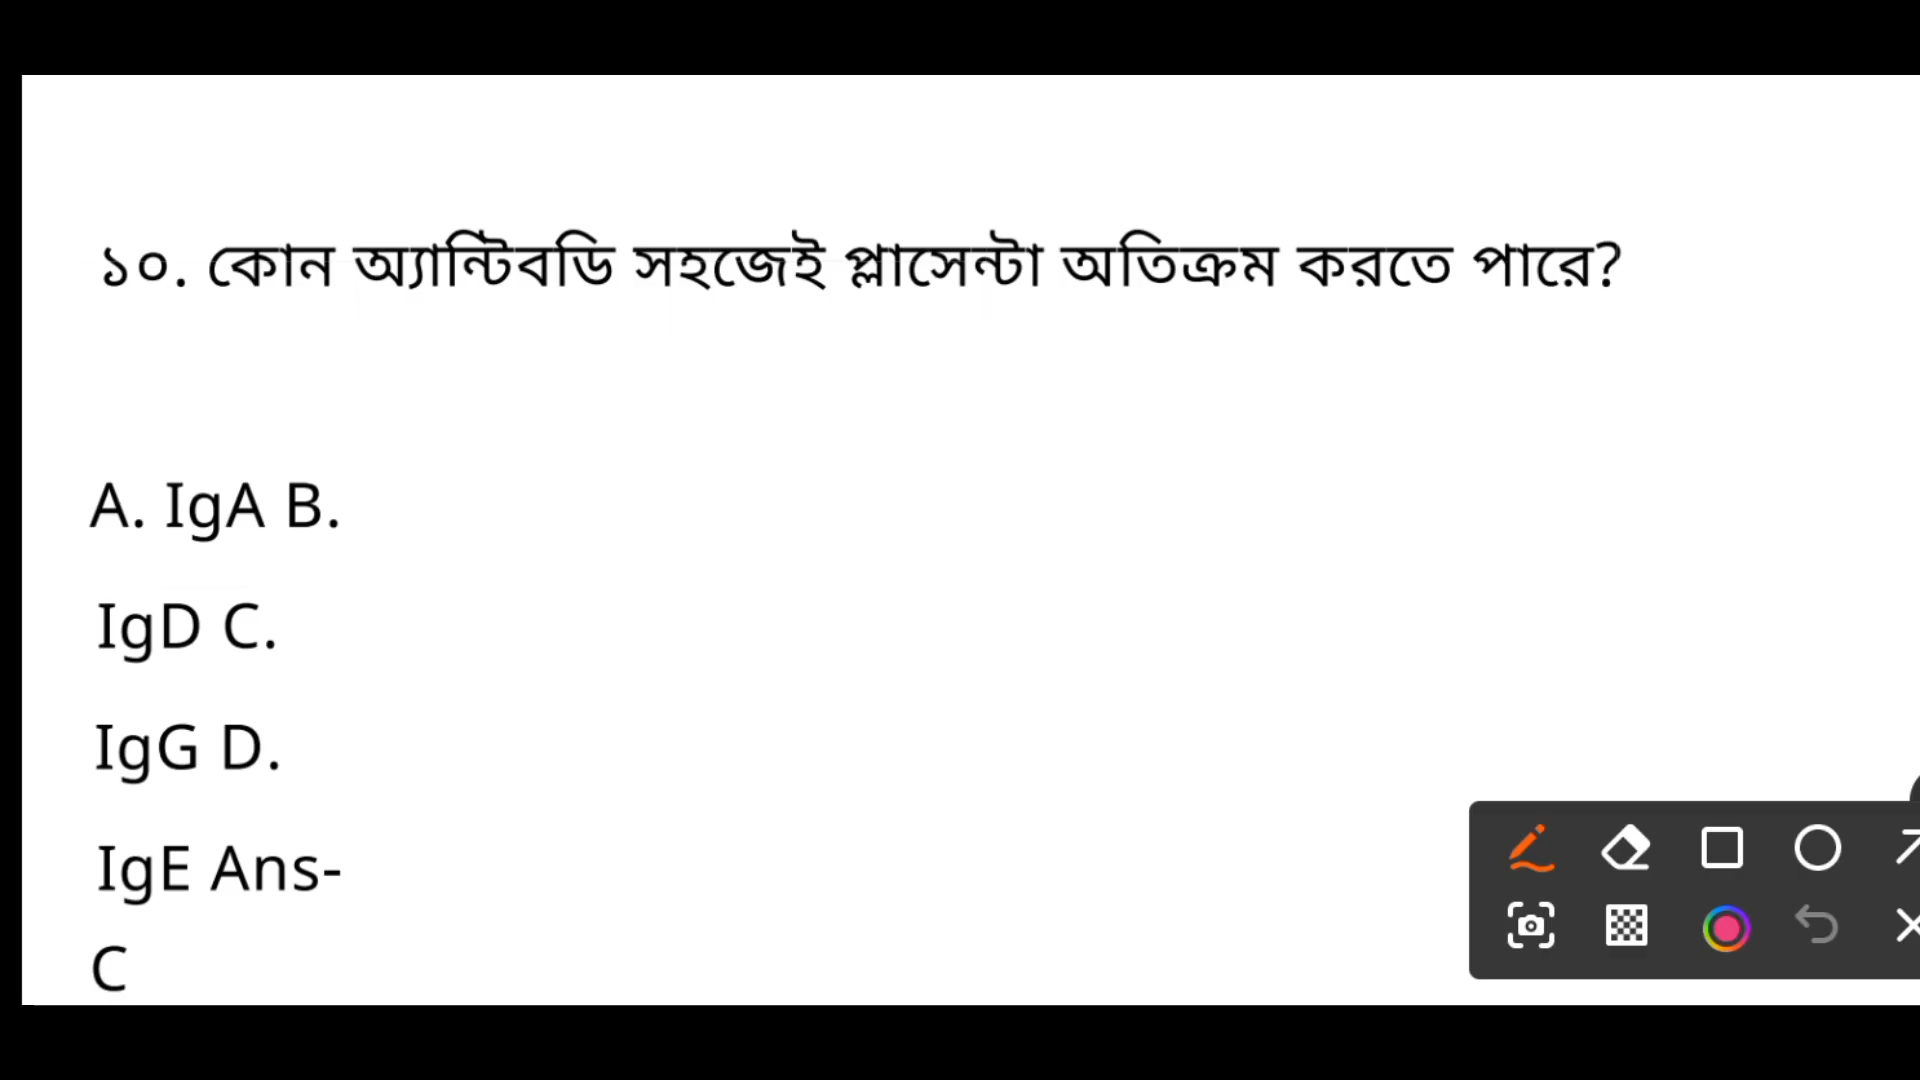 ১০. কোন অ্যান্টিবডি সহজেই প্লাসেন্টা অতিক্রম করতে পারে?
A. IgA B.
IgD C.
IgG D.
IgE Ans-
C